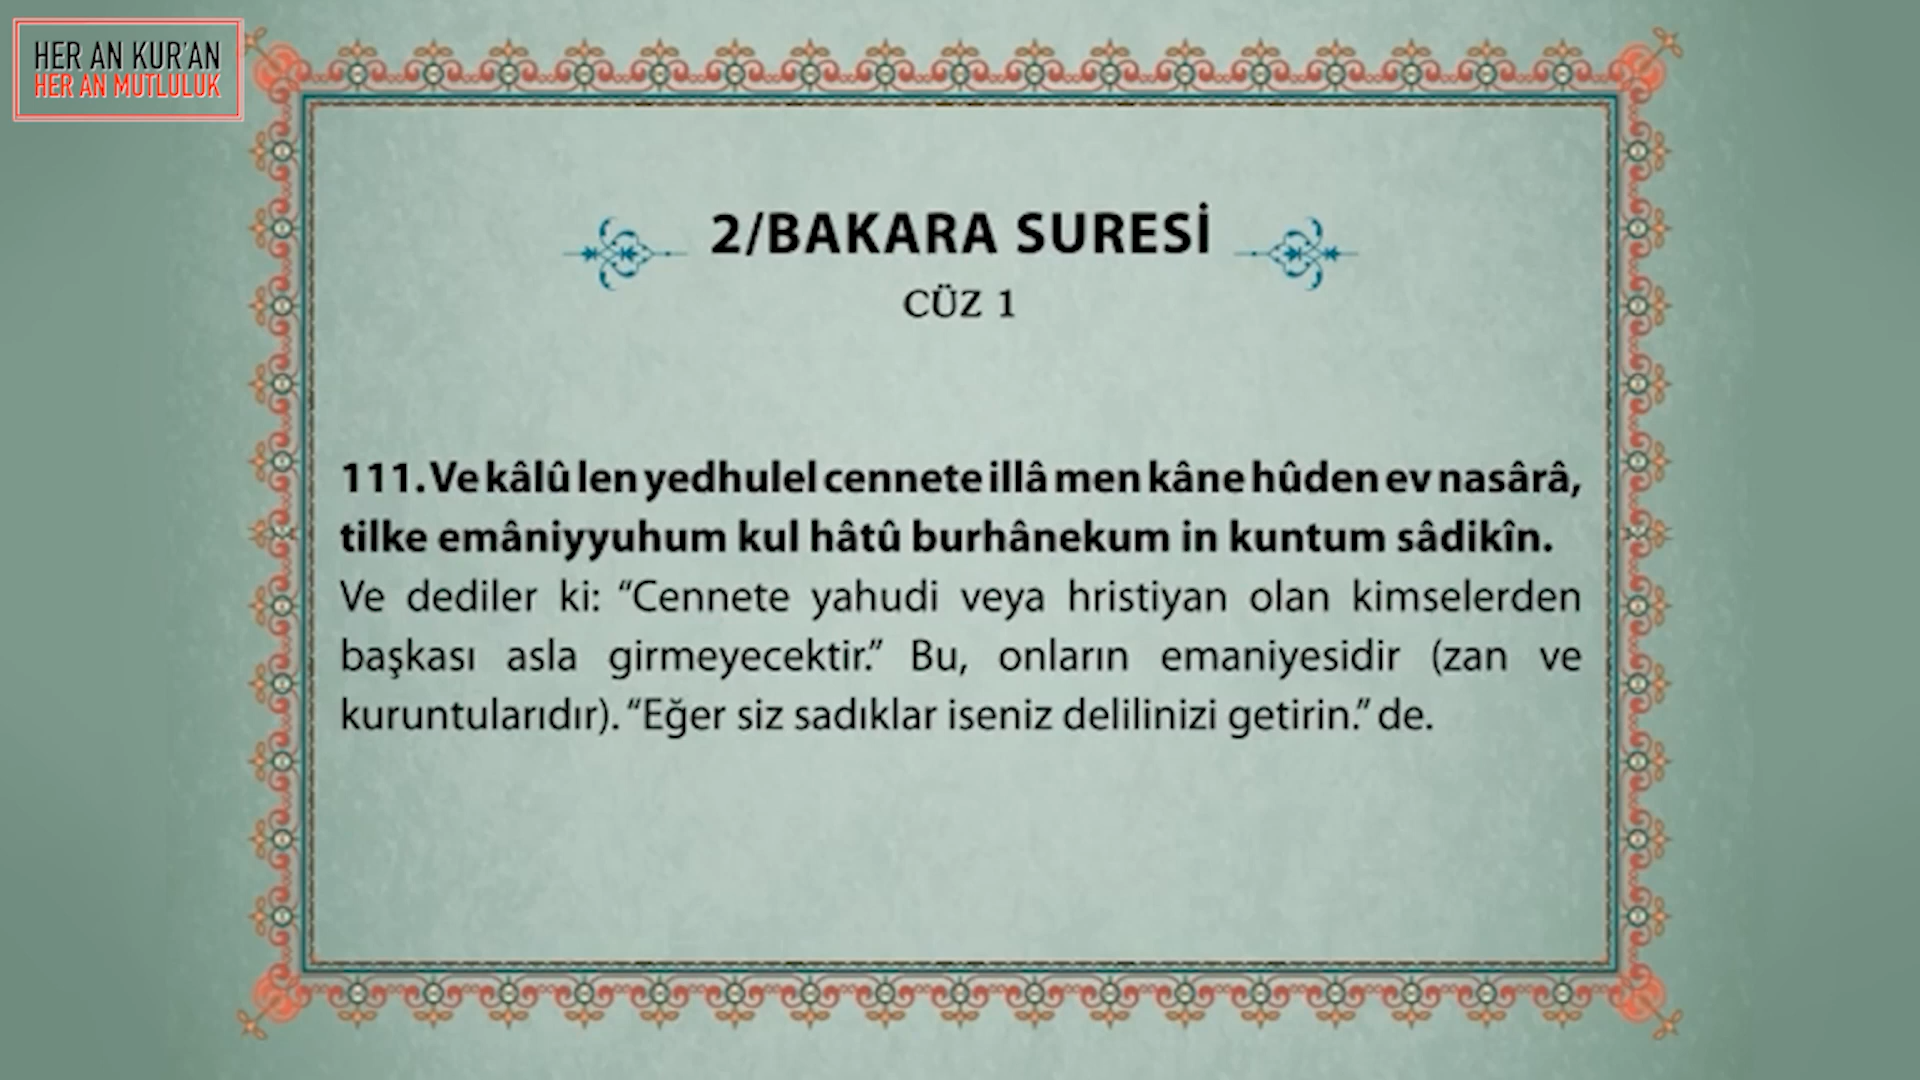 HER AN KUR'AN
HER AN MUTLULUK
2/BAKARA SURESİ
CÜZ 1
111. Ve kâlû len yedhulel cennete illâ men kâne hûden ev nasârâ,
tilke emâniyyuhum kul hâtû burhânekum in kuntum sâdikîn.
Ve dediler ki: “Cennete yahudi veya hristiyan olan kimselerden
başkası asla girmeyecektir.” Bu, onların emaniyesidir (zan ve
kuruntularıdır). “Eğer siz sadıklar iseniz delilinizi getirin.” de.